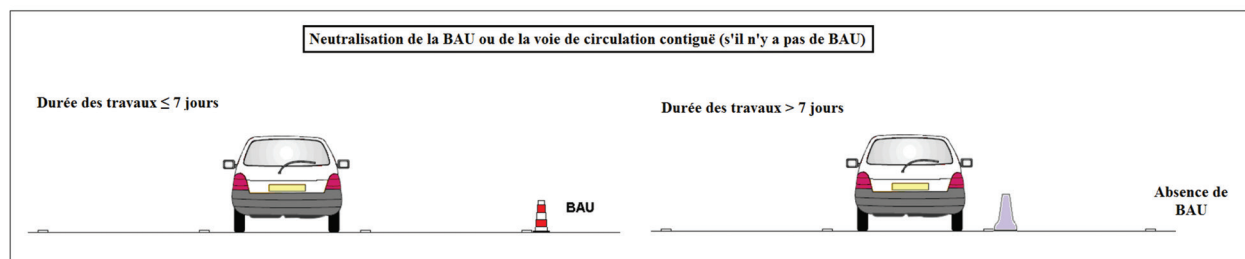 Neutralisation de la BAU ou de la voie de circulation contiguë (s'il n'y a pas de BAU)
Durée des travaux ≤ 7 jours
Durée des travaux > 7 jours
BAU
Absence de
BAU